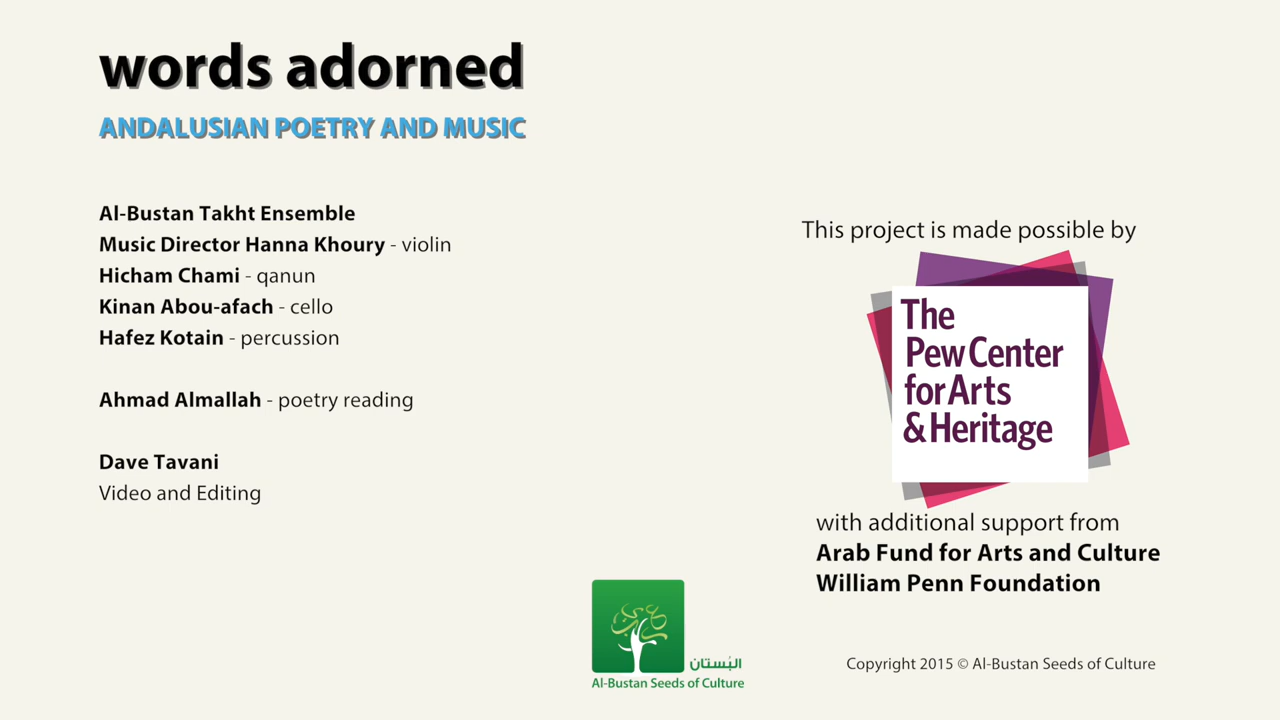 words adorned
ANDALUSIAN POETRY AND MUSIC
Al-Bustan Takht Ensemble
Music Director Hanna Khoury - violin
Hicham Chami - qanun
Kinan Abou-afach - cello
Hafez Kotain - percussion
Ahmad Almallah - poetry reading
Dave Tavani
Video and Editing
This project is made possible by
The
Pew Center
for Arts
& Heritage
with additional support from
Arab Fund for Arts and Culture
William Penn Foundation
البُستان
Al-Bustan Seeds of Culture
Copyright 2015 © Al-Bustan Seeds of Culture